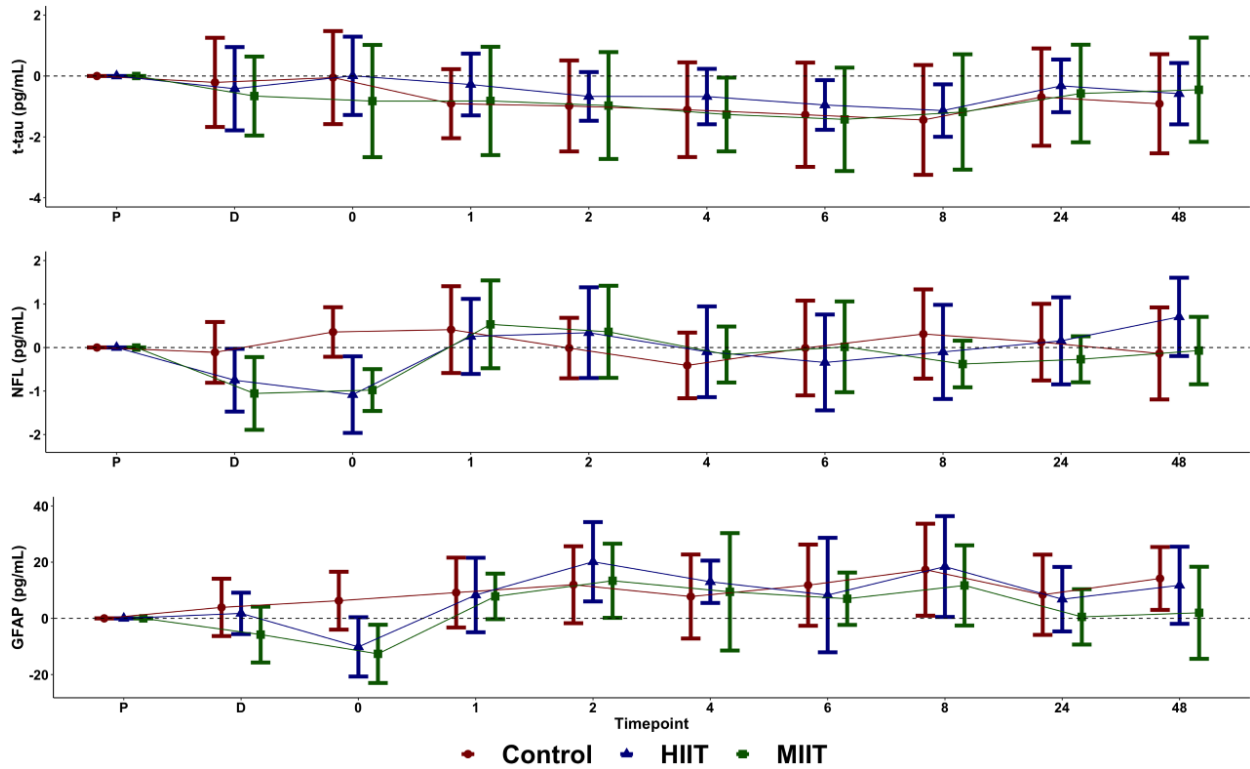 t-tau (pg/mL)
2
0
-2
-4
P D 0 1 2 4 6 8 24 48
NFL (pg/mL)
2
1
0
-1
-2
P D 0 1 2 4 6 8 24 48
GFAP (pg/mL)
40
20
0
-20
P D 0 1 2 4 6 8 24 48
Timepoint
Control HIIT MIIT